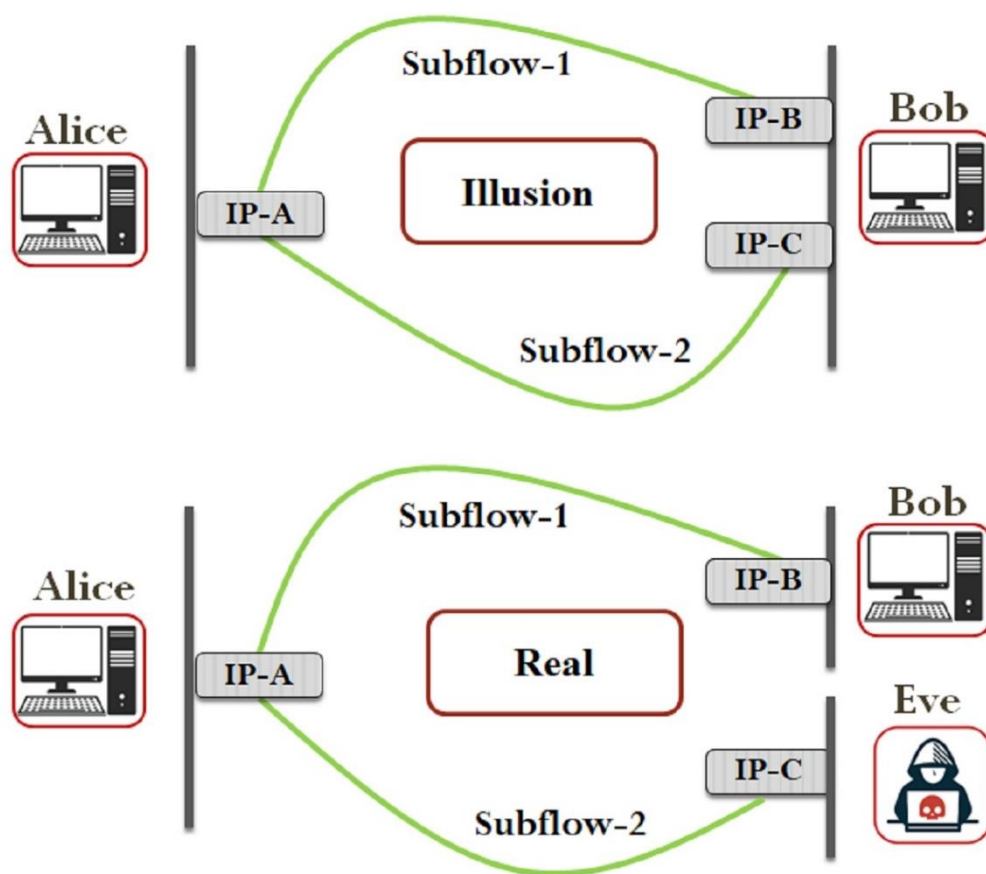 Subflow-1
Alice
IP-B
Bob
IP-A
Illusion
IP-C
Subflow-2
Subflow-1
Bob
Alice
IP-B
IP-A
Real
Eve
IP-C
Subflow-2